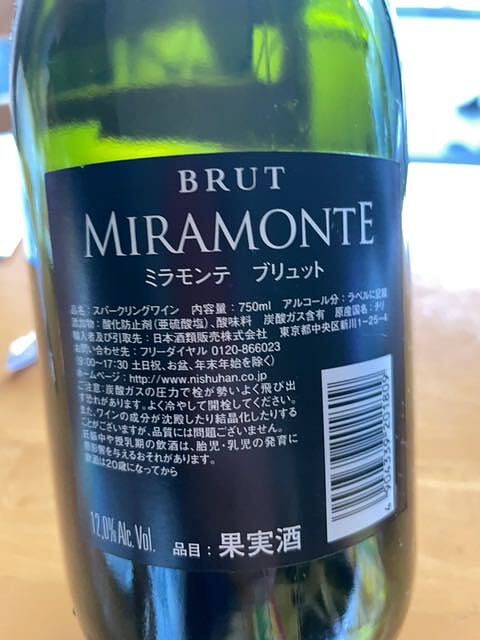 BRUT
MIRAMONTE
ミラモンテ ブリュット
品名：スパークリングワイン 内容量：750ml アルコール分：ラベルに記載
添加物：酸化防止剤（亜硫酸塩）、酸味料 炭酸ガス含有 原産国名：チリ
輸入者及び引取先：日本酒類販売株式会社 東京都中央区新川1-25-4
お問い合わせ先：フリーダイヤル 0120-866023
（9:00～17:30 土日祝、お盆、年末年始を除く）
ホームページ：http://www.nishuhan.co.jp
ご注意：炭酸ガスの圧力で栓が勢いよく飛び出
す恐れがあります。よく冷やして開栓してください。
また、ワインの成分が沈殿したり結晶化したりする
ことがございますが、品質には問題ございません。
妊娠中や授乳期の飲酒は、胎児・乳児の発育に
悪影響を与えるおそれがあります。
飲酒は20歳になってから
4 904339 201809
12.0% Alc. Vol.
品目：果実酒